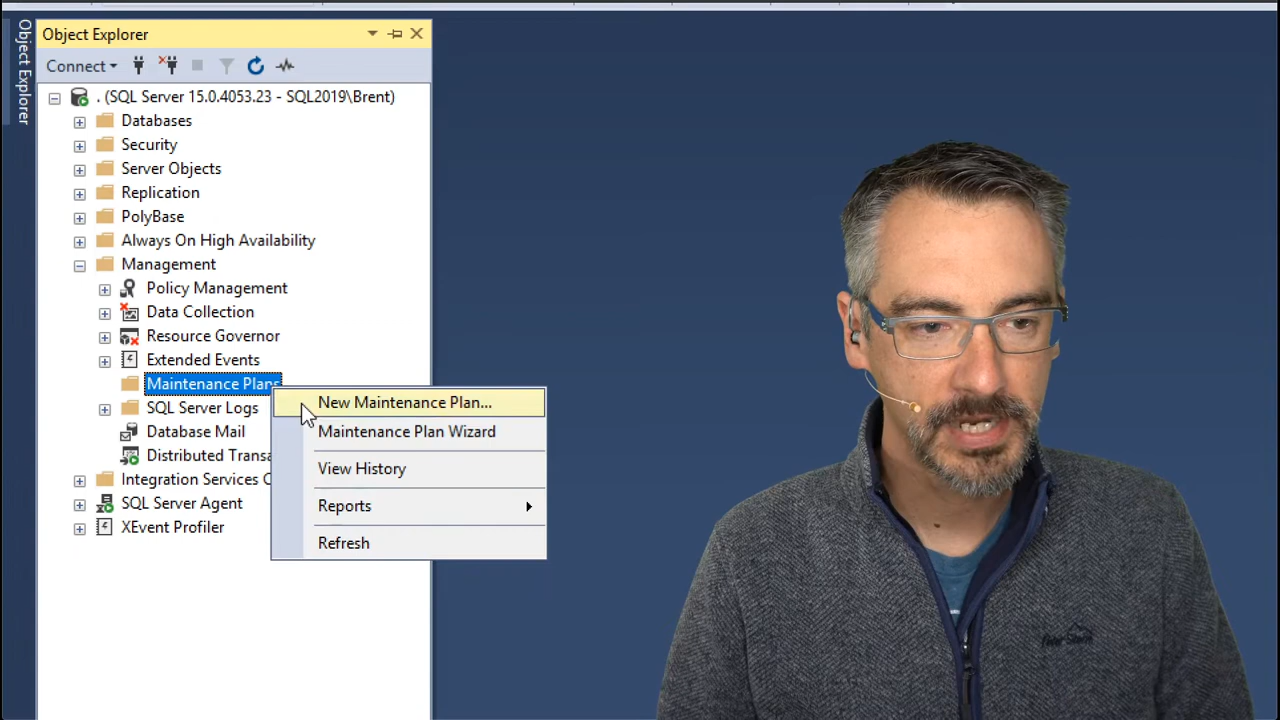 Object Explorer
Object Explorer
Connect
. (SQL Server 15.0.4053.23 - SQL2019\Brent)
Databases
Security
Server Objects
Replication
PolyBase
Always On High Availability
Management
Policy Management
Data Collection
Resource Governor
Extended Events
Maintenance Plans
SQL Server Logs
Database Mail
Distributed Transa
Integration Services C
SQL Server Agent
XEvent Profiler
New Maintenance Plan...
Maintenance Plan Wizard
View History
Reports
Refresh